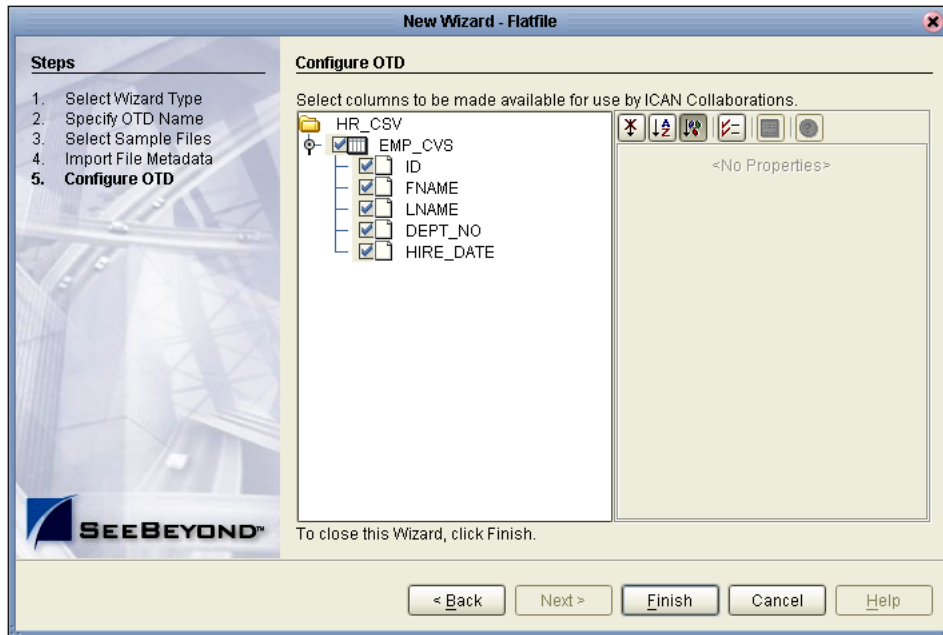 New Wizard - Flatfile
Steps
1. Select Wizard Type
2. Specify OTD Name
3. Select Sample Files
4. Import File Metadata
5. Configure OTD
SEEBEYOND™
Configure OTD
Select columns to be made available for use by ICAN Collaborations.
HR_CSV
EMP_CVS
ID
FNAME
LNAME
DEPT_NO
HIRE_DATE
<No Properties>
To close this Wizard, click Finish.
< Back Next > Finish Cancel Help